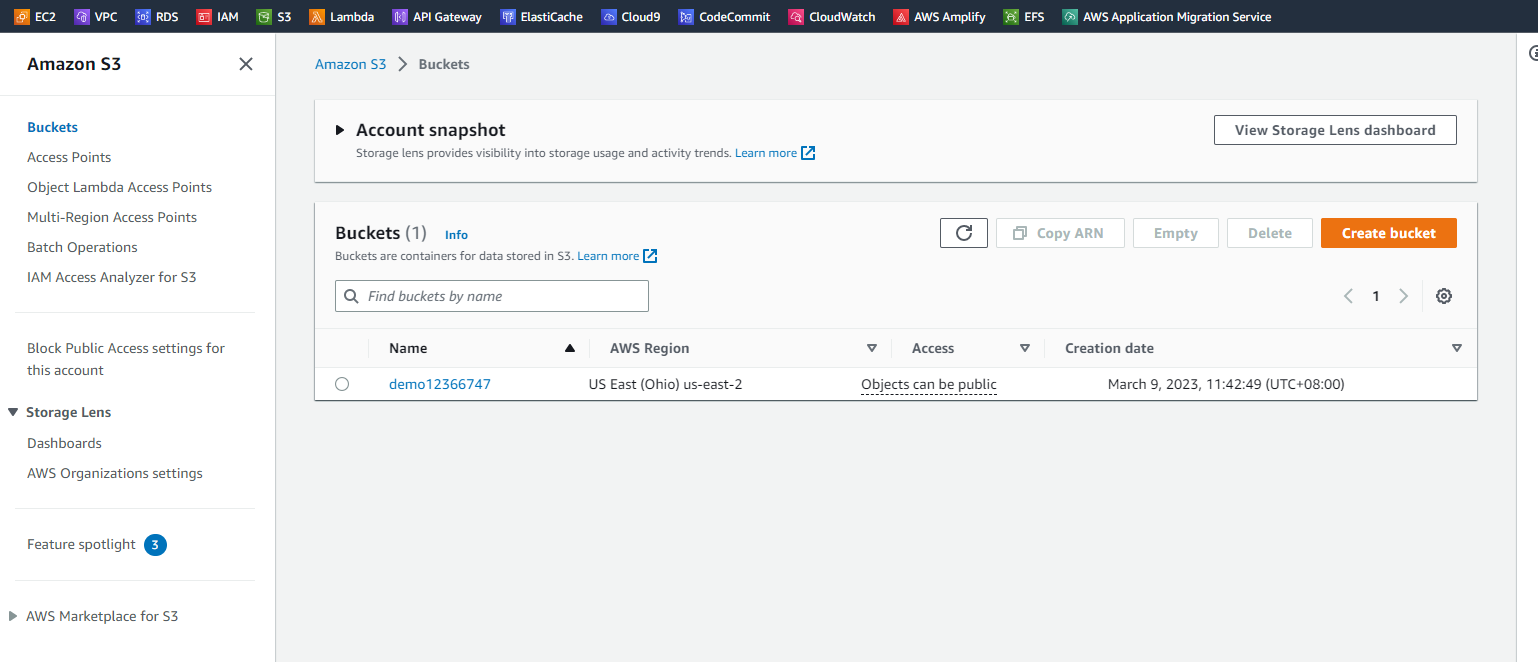 EC2 VPC RDS IAM S3 Lambda API Gateway ElastiCache Cloud9 CodeCommit CloudWatch AWS Amplify EFS AWS Application Migration Service
Amazon S3
Buckets
Access Points
Object Lambda Access Points
Multi-Region Access Points
Batch Operations
IAM Access Analyzer for S3
Block Public Access settings for
this account
Storage Lens
Dashboards
AWS Organizations settings
Feature spotlight 3
AWS Marketplace for S3
Amazon S3 Buckets
Account snapshot
View Storage Lens dashboard
Storage lens provides visibility into storage usage and activity trends. Learn more
Buckets (1) Info
Copy ARN Empty Delete Create bucket
Buckets are containers for data stored in S3. Learn more
Find buckets by name
1
Name AWS Region Access Creation date
demo12366747 US East (Ohio) us-east-2 Objects can be public March 9, 2023, 11:42:49 (UTC+08:00)